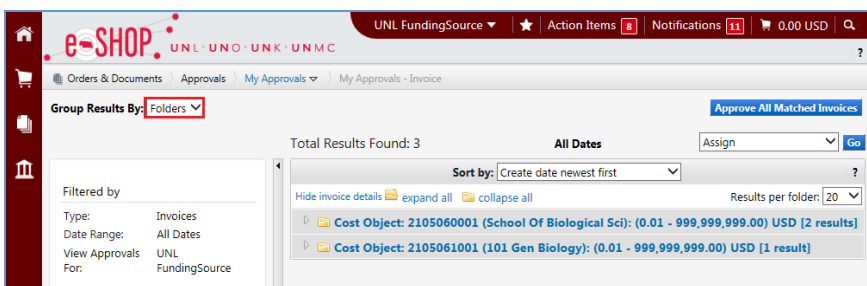 UNL FundingSource ▼ ★ Action Items 8 Notifications 11 0.00 USD
e-SHOP. UNL·UNO·UNK·UNMC
?
Orders & Documents Approvals My Approvals My Approvals - Invoice
Group Results By: Folders
Approve All Matched Invoices
Total Results Found: 3 All Dates Assign Go
Sort by: Create date newest first ?
Filtered by
Hide invoice details expand all collapse all Results per folder: 20
Type: Invoices
Date Range: All Dates
View Approvals For: UNL FundingSource
Cost Object: 2105060001 (School Of Biological Sci): (0.01 - 999,999,999.00) USD [2 results]
Cost Object: 2105061001 (101 Gen Biology): (0.01 - 999,999,999.00) USD [1 result]